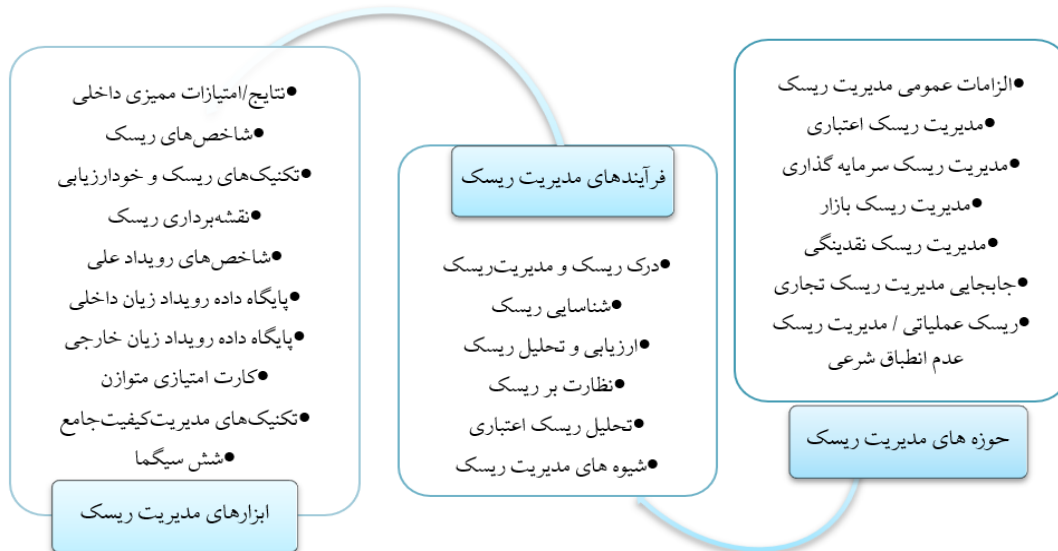 ●الزامات عمومی مدیریت ریسک
●مدیریت ریسک اعتباری
●مدیریت ریسک سرمایه گذاری
●مدیریت ریسک بازار
●مدیریت ریسک نقدینگی
●جابجایی مدیریت ریسک تجاری
●ریسک عملیاتی / مدیریت ریسک
عدم انطباق شرعی
حوزه های مدیریت ریسک
فرآیندهای مدیریت ریسک
●درک ریسک و مدیریت‌ریسک
●شناسایی ریسک
●ارزیابی و تحلیل ریسک
●نظارت بر ریسک
●تحلیل ریسک اعتباری
●شیوه های مدیریت ریسک
●نتایج/امتیازات ممیزی داخلی
●شاخص‌های ریسک
●تکنیک‌های ریسک و خودارزیابی
●نقشه‌برداری ریسک
●شاخص‌های رویداد علی
●پایگاه داده رویداد زیان داخلی
●پایگاه داده رویداد زیان خارجی
●کارت امتیازی متوازن
●تکنیک‌های مدیریت‌کیفیت‌جامع
●شش سیگما
ابزارهای مدیریت ریسک